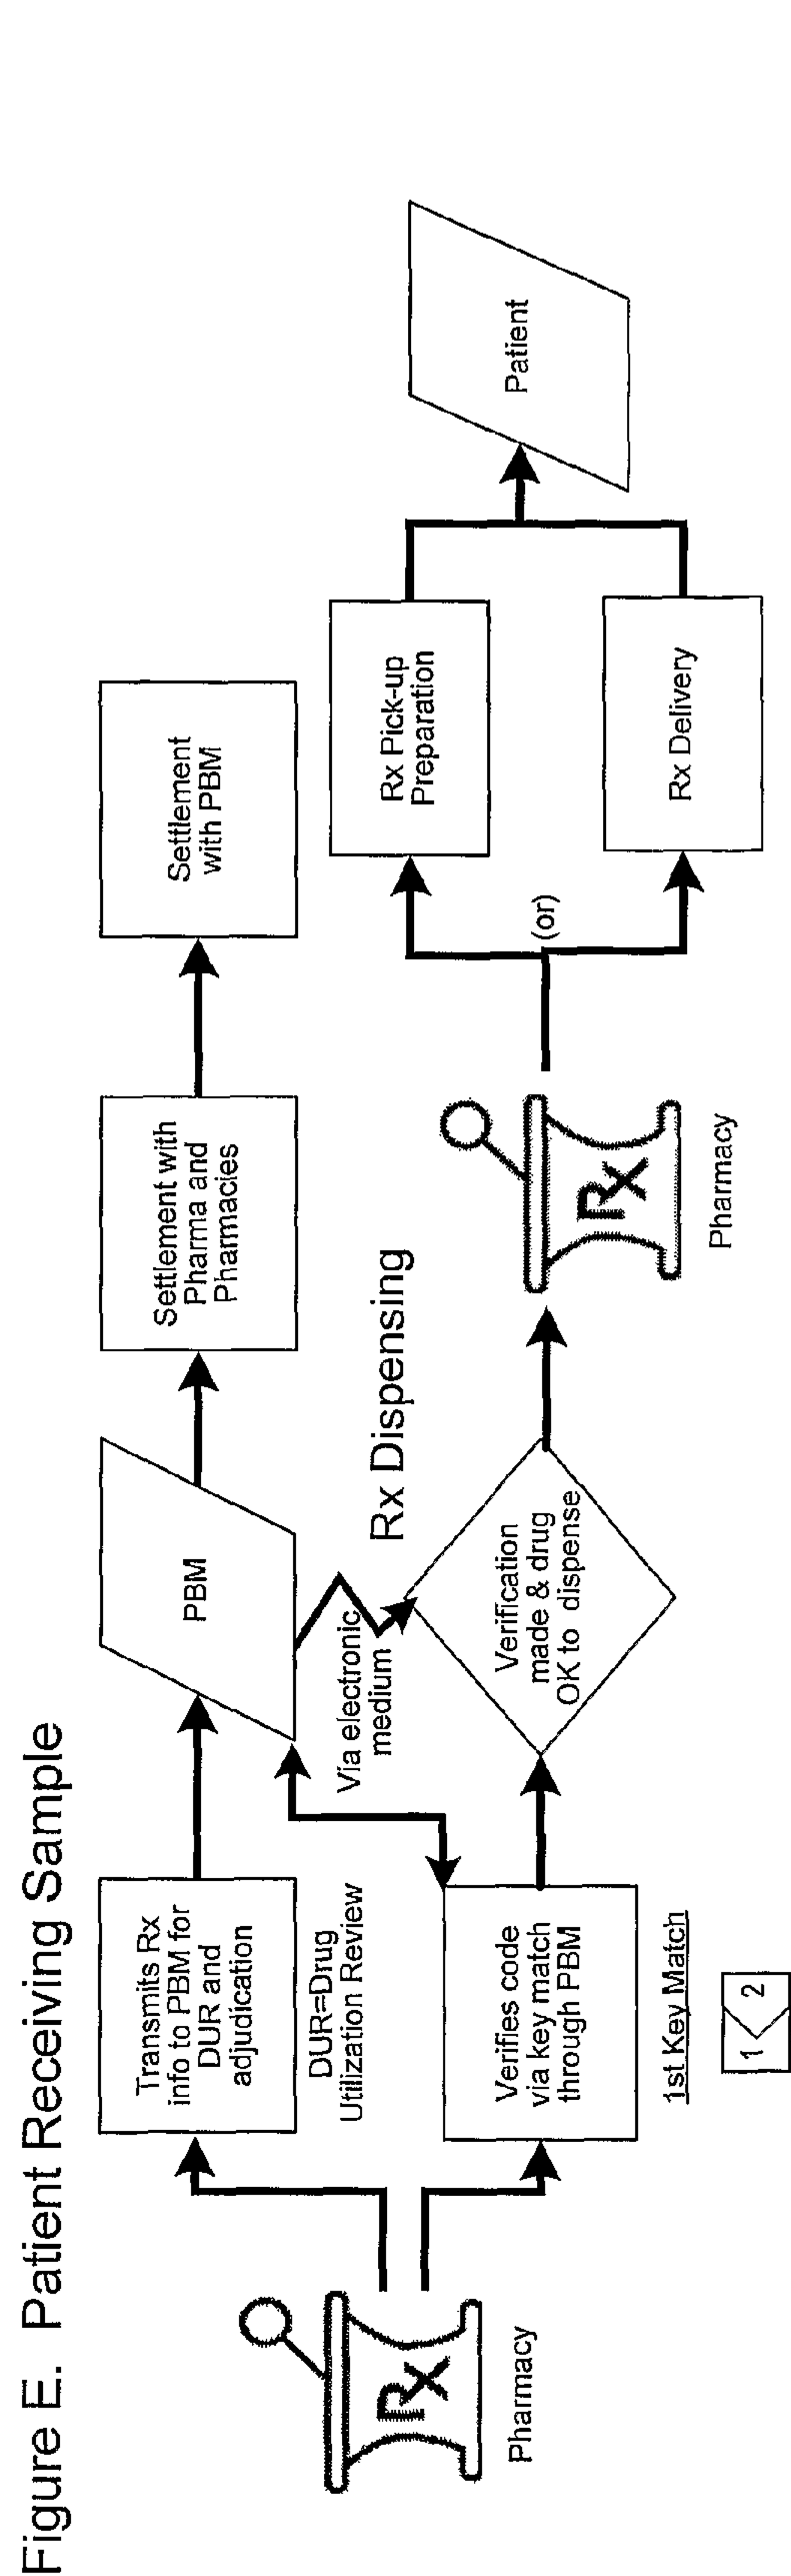 Figure E. Patient Receiving Sample
Transmits Rx
info to PBM for
DUR and
adjudication
DUR=Drug
Utilization Review
PBM
Settlement with
Pharma and
Pharmacies
Settlement
with PBM
Via electronic
medium
Rx Dispensing
Rx
Pharmacy
Verifies code
via key match
through PBM
1st Key Match
1 2
Verification
made & drug
OK to dispense
Rx
Pharmacy
(or)
Rx Pick-up
Preparation
Rx Delivery
Patient